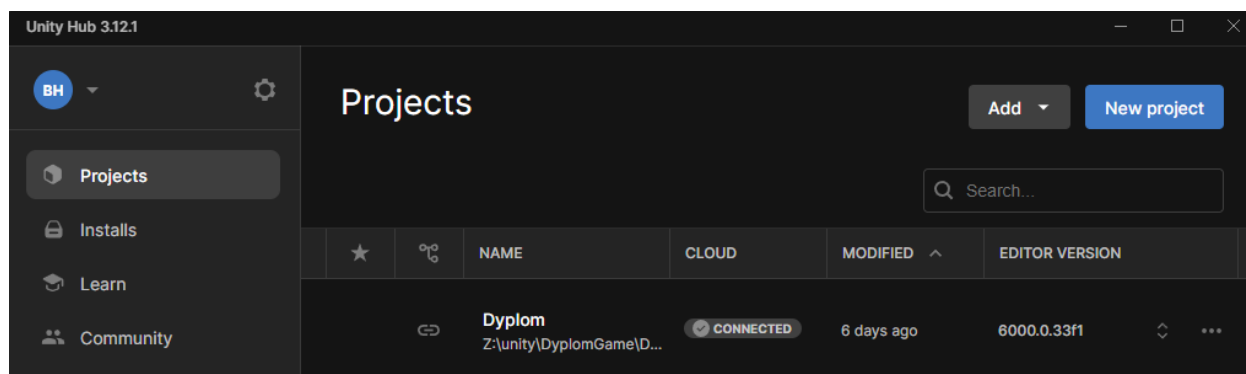 Unity Hub 3.12.1
BH
Projects
Add
New project
Projects
Search...
Installs
NAME
CLOUD
MODIFIED
EDITOR VERSION
Learn
Dyplom
CONNECTED
6 days ago
6000.0.33f1
Z:\unity\DyplomGame\D...
Community